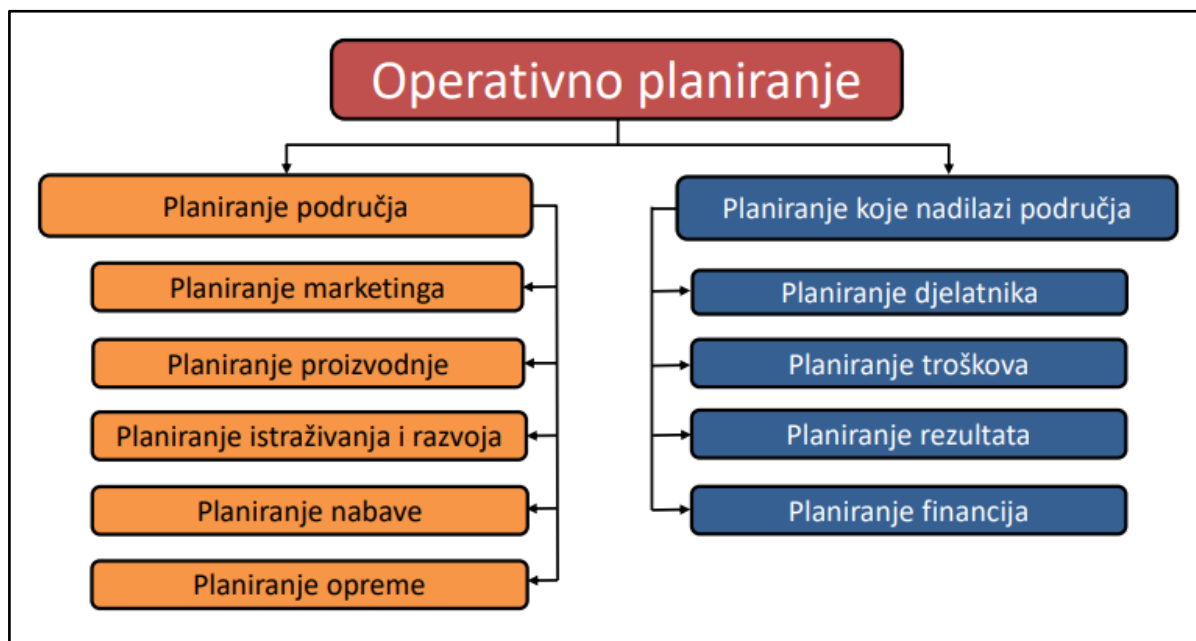 Operativno planiranje
Planiranje područja
Planiranje marketinga
Planiranje proizvodnje
Planiranje istraživanja i razvoja
Planiranje nabave
Planiranje opreme
Planiranje koje nadilazi područja
Planiranje djelatnika
Planiranje troškova
Planiranje rezultata
Planiranje financija